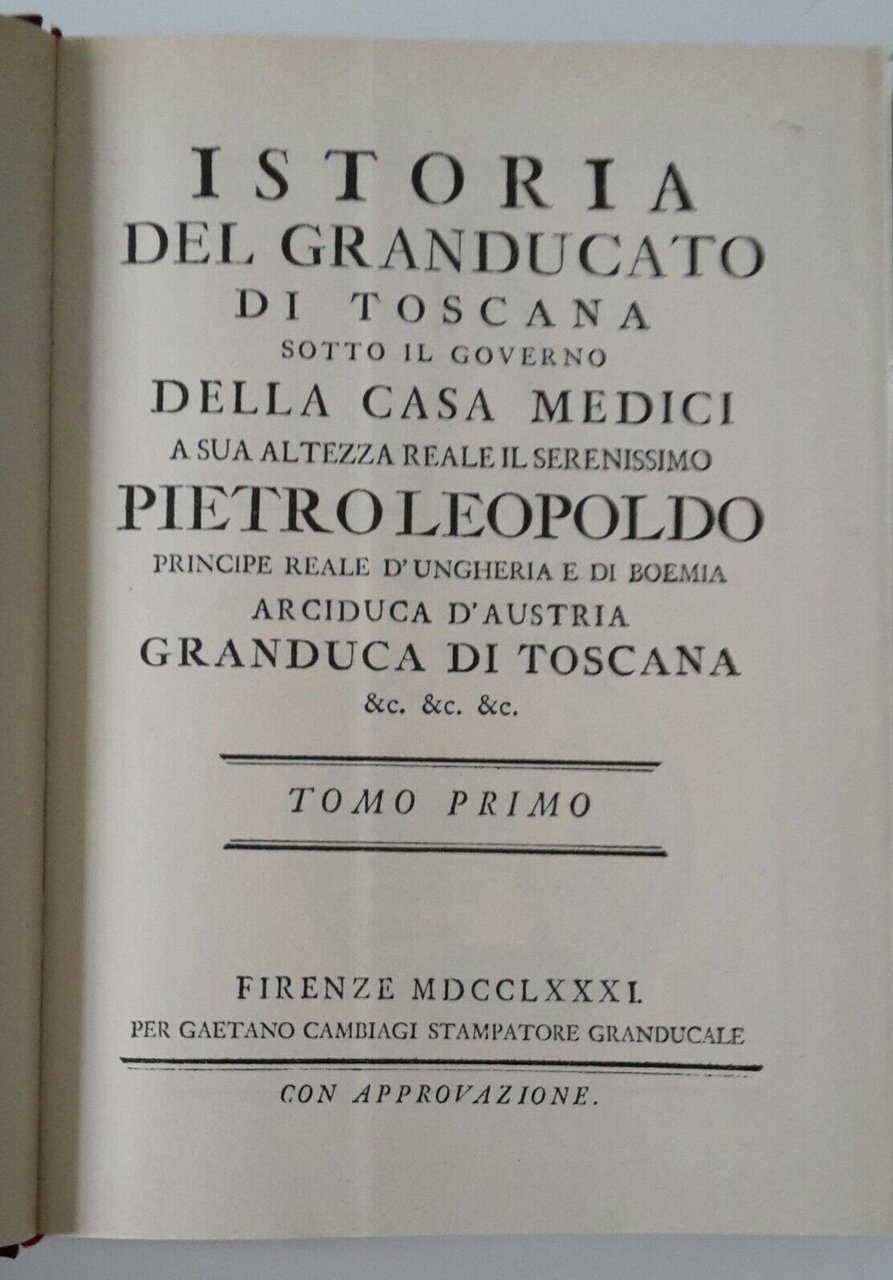 ISTORIA
DEL GRANDUCATO
DI TOSCANA
SOTTO IL GOVERNO
DELLA CASA MEDICI
A SUA ALTEZZA REALE IL SERENISSIMO
PIETRO LEOPOLDO
PRINCIPE REALE D'UNGHERIA E DI BOEMIA
ARCIDUCA D'AUSTRIA
GRANDUCA DI TOSCANA
&c. &c. &c.
TOMO PRIMO
FIRENZE MDCCLXXXI.
PER GAETANO CAMBIAGI STAMPATORE GRANDUCALE
CON APPROVAZIONE.